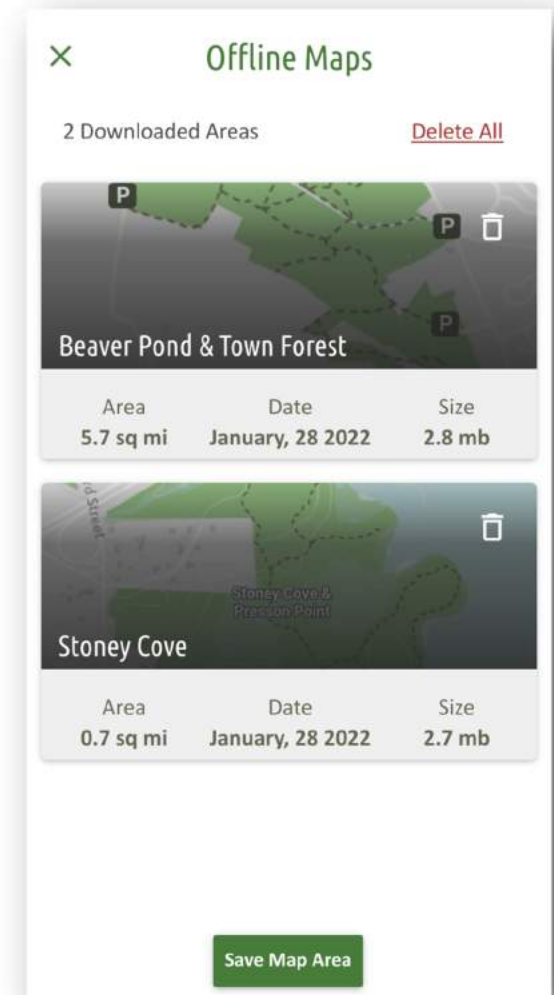 Offline Maps
2 Downloaded Areas
Delete All
P
P
P
Beaver Pond & Town Forest
Area Date Size
5.7 sq mi January, 28 2022 2.8 mb
rd Street
Stoney Cove &
Presson Point
Stoney Cove
Area Date Size
0.7 sq mi January, 28 2022 2.7 mb
Save Map Area